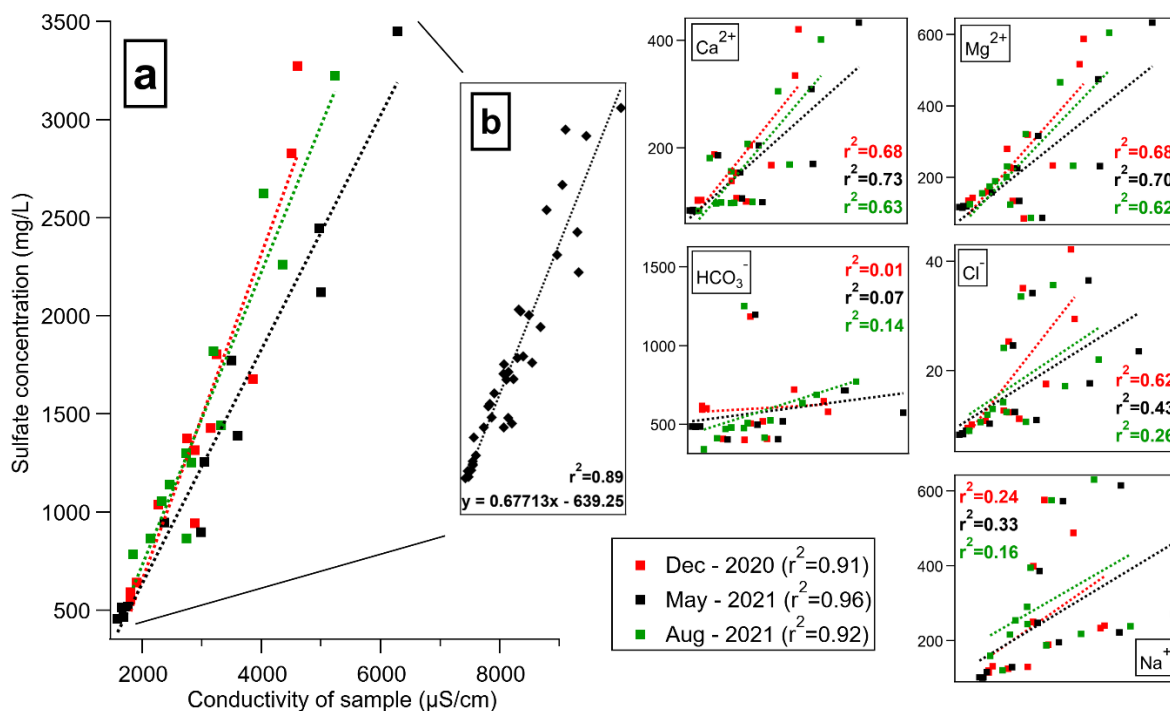 a
3500
3000
2500
2000
1500
1000
500
Sulfate concentration (mg/L)
2000
4000
6000
8000
Conductivity of sample (µS/cm)
b
r²=0.89
y = 0.67713x - 639.25
Dec - 2020 (r²=0.91)
May - 2021 (r²=0.96)
Aug - 2021 (r²=0.92)
Ca²⁺
400
200
r²=0.68
r²=0.73
r²=0.63
Mg²⁺
600
400
200
r²=0.68
r²=0.70
r²=0.62
HCO₃⁻
1500
1000
500
r²=0.01
r²=0.07
r²=0.14
Cl⁻
40
20
r²=0.62
r²=0.43
r²=0.26
600
400
200
r²=0.24
r²=0.33
r²=0.16
Na⁺